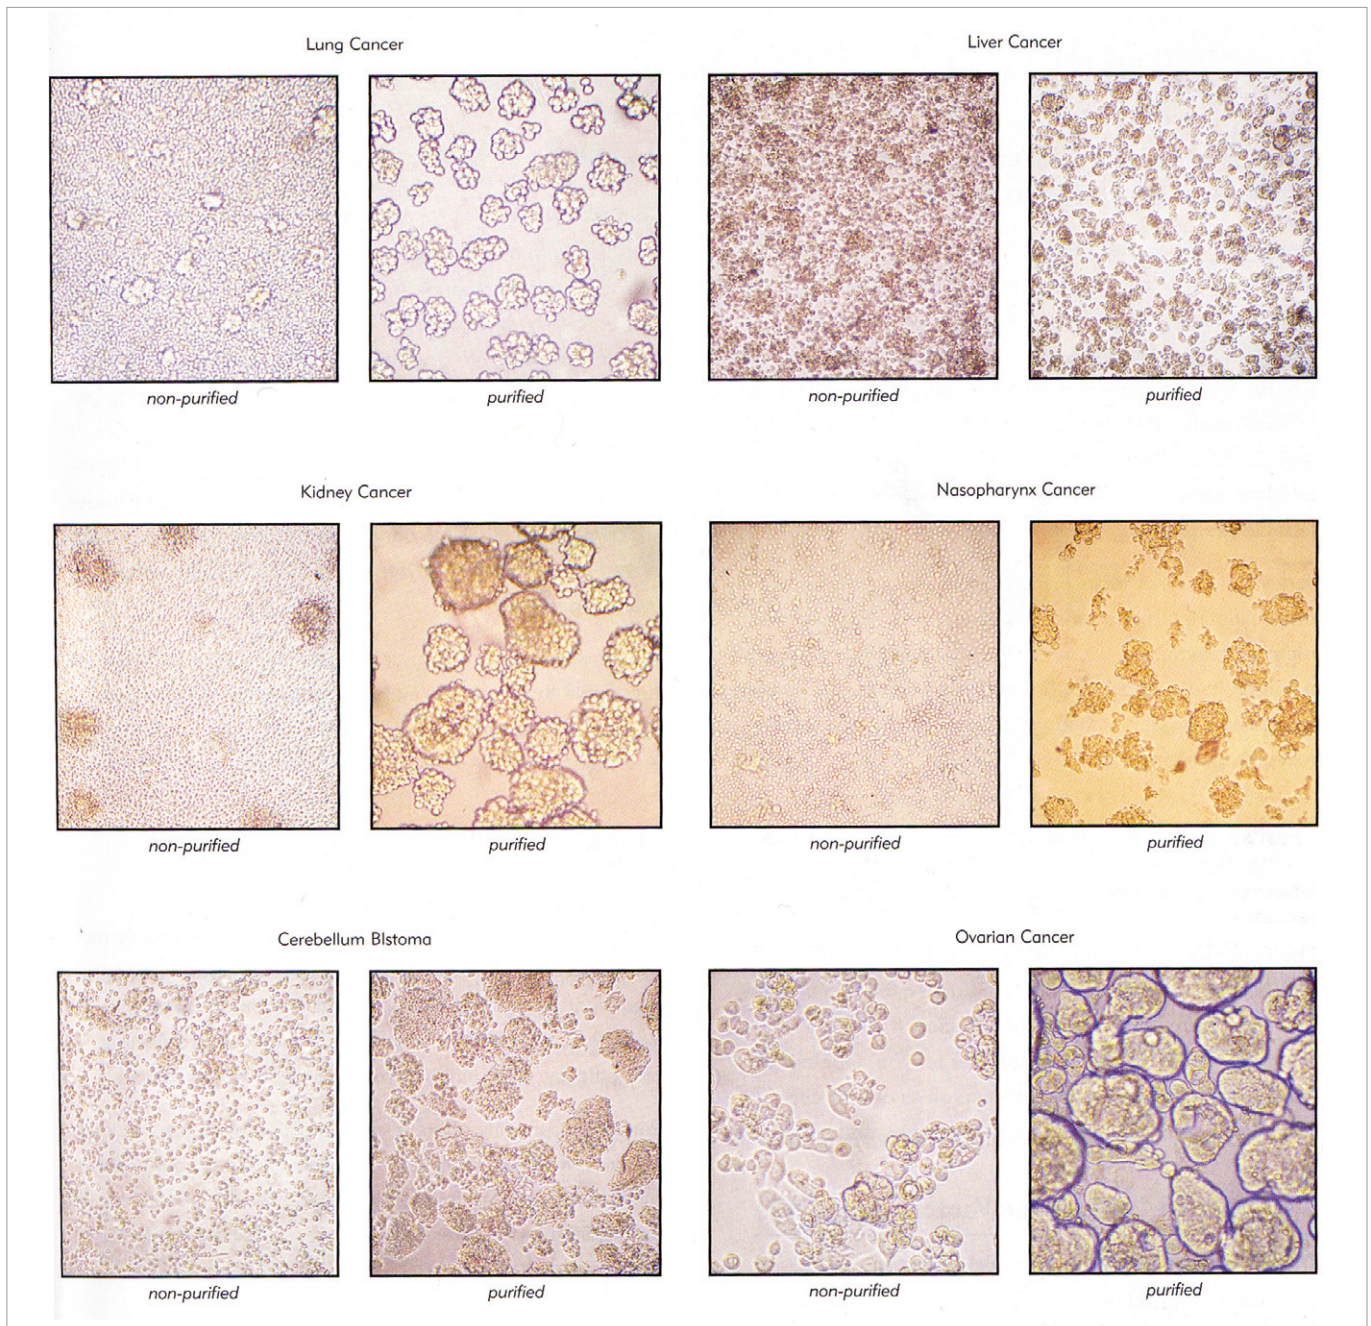 Lung Cancer
Liver Cancer
non-purified
purified
non-purified
purified
Kidney Cancer
Nasopharynx Cancer
non-purified
purified
non-purified
purified
Cerebellum Blstoma
Ovarian Cancer
non-purified
purified
non-purified
purified